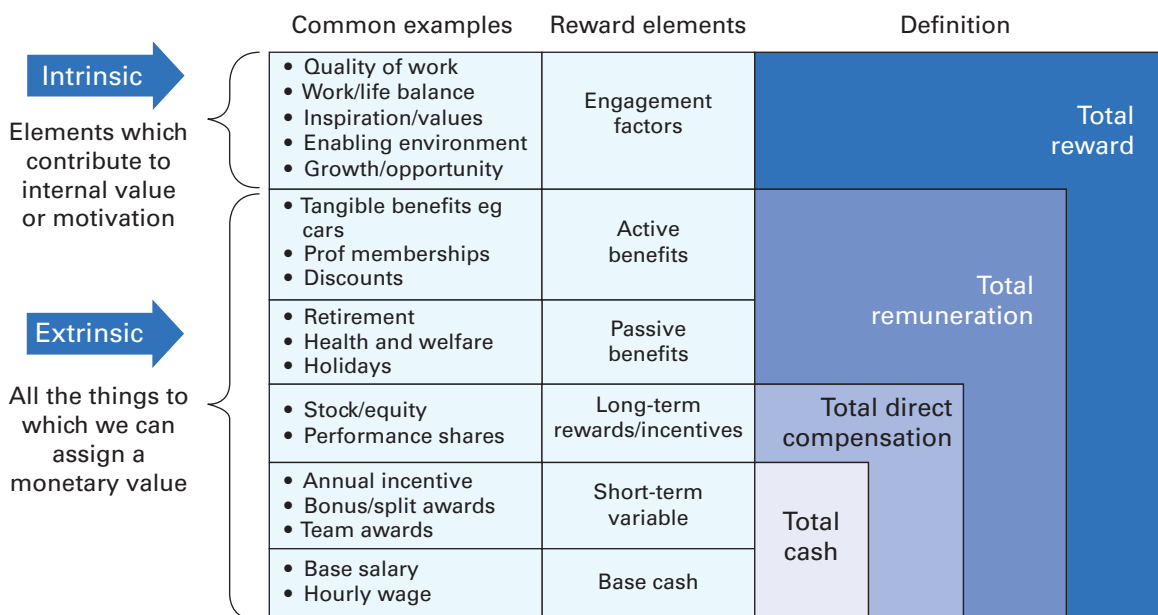 Common examples
Reward elements
Definition
Intrinsic
Elements which
contribute to
internal value
or motivation
• Quality of work
• Work/life balance
• Inspiration/values
• Enabling environment
• Growth/opportunity
Engagement
factors
Total
reward
• Tangible benefits eg
cars
• Prof memberships
• Discounts
Active
benefits
Total
remuneration
Extrinsic
All the things to
which we can
assign a
monetary value
• Retirement
• Health and welfare
• Holidays
Passive
benefits
• Stock/equity
• Performance shares
Long-term
rewards/incentives
Total direct
compensation
• Annual incentive
• Bonus/split awards
• Team awards
Short-term
variable
Total
cash
• Base salary
• Hourly wage
Base cash